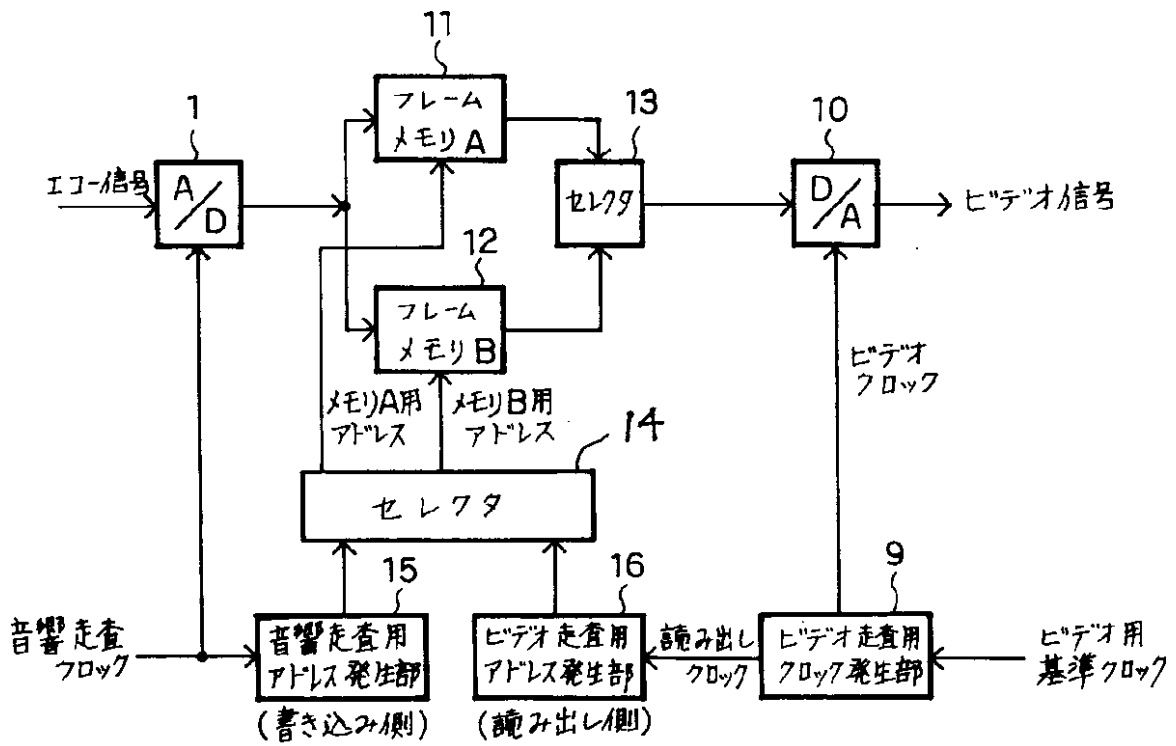 11
フレーム
メモリA
1
エコー信号
A/D
13
セレクタ
10
D/A
ビデオ信号
12
フレーム
メモリB
メモリA用
アドレス
メモリB用
アドレス
ビデオ
クロック
14
セレクタ
音響走査
クロック
15
音響走査用
アドレス発生部
(書き込み側)
16
ビデオ走査用
アドレス発生部
(読み出し側)
読み出し
クロック
9
ビデオ走査用
クロック発生部
ビデオ用
基準クロック